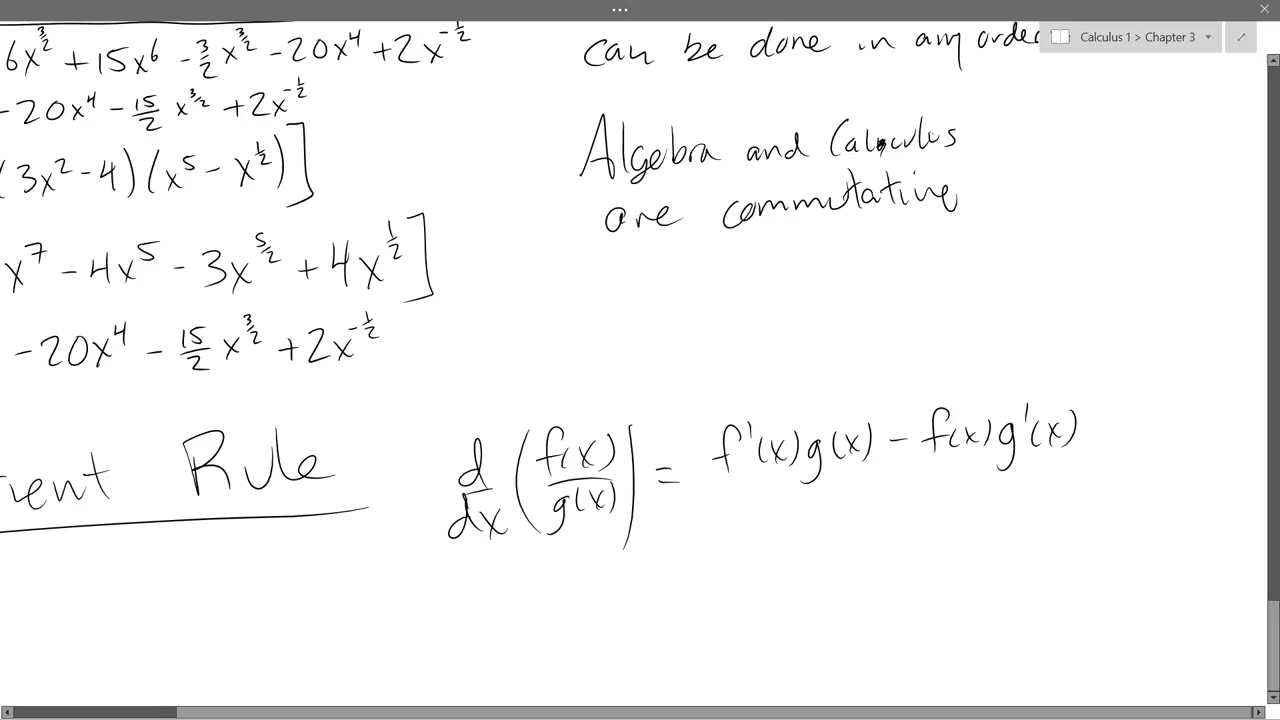 6x^{3/2} + 15x^6 - 3/2 x^{3/2} - 20x^4 + 2x^{-1/2}
-20x^4 - 15/2 x^{3/2} + 2x^{-1/2}
(3x^2 - 4)(x^5 - x^{1/2})]
x^7 - 4x^5 - 3x^{5/2} + 4x^{1/2}]
-20x^4 - 15/2 x^{3/2} + 2x^{-1/2}
can be done in any order
Calculus 1 > Chapter 3
Algebra and Calculus
are commutative
ient Rule
d/dx (f(x)/g(x)) = f'(x)g(x) - f(x)g'(x)